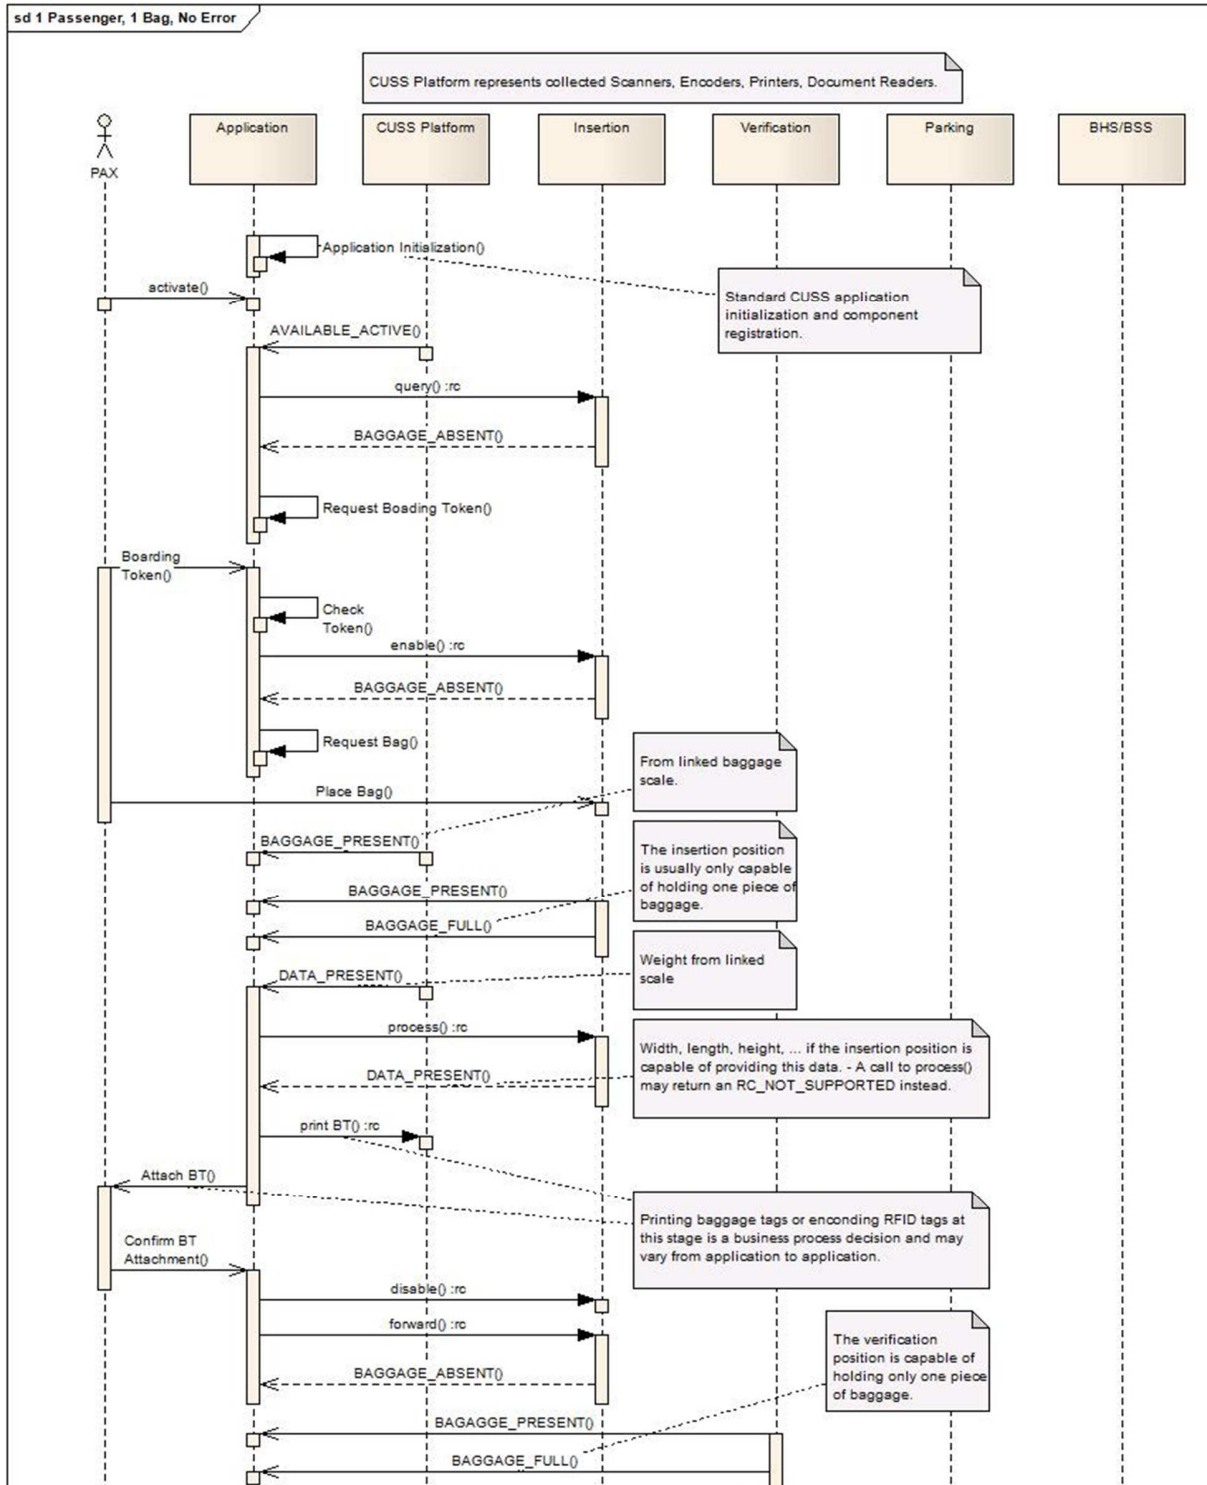 sd 1 Passenger, 1 Bag, No Error
CUSS Platform represents collected Scanners, Encoders, Printers, Document Readers.
PAX
Application
CUSS Platform
Insertion
Verification
Parking
BHS/BSS
Application Initialization()
Standard CUSS application
initialization and component
registration.
activate()
AVAILABLE_ACTIVE()
query() :rc
BAGGAGE_ABSENT()
Request Boading Token()
Boarding
Token()
Check
Token()
enable() :rc
BAGGAGE_ABSENT()
Request Bag()
From linked baggage
scale.
Place Bag()
BAGGAGE_PRESENT()
The insertion position
is usually only capable
of holding one piece of
baggage.
BAGGAGE_PRESENT()
BAGGAGE_FULL()
Weight from linked
scale
DATA_PRESENT()
process() :rc
Width, length, height, ... if the insertion position is
capable of providing this data. - A call to process()
may return an RC_NOT_SUPPORTED instead.
DATA_PRESENT()
print BT() :rc
Attach BT()
Printing baggage tags or enconding RFID tags at
this stage is a business process decision and may
vary from application to application.
Confirm BT
Attachment()
disable() :rc
forward() :rc
The verification
position is capable of
holding only one piece
of baggage.
BAGGAGE_ABSENT()
BAGAGGE_PRESENT()
BAGGAGE_FULL()